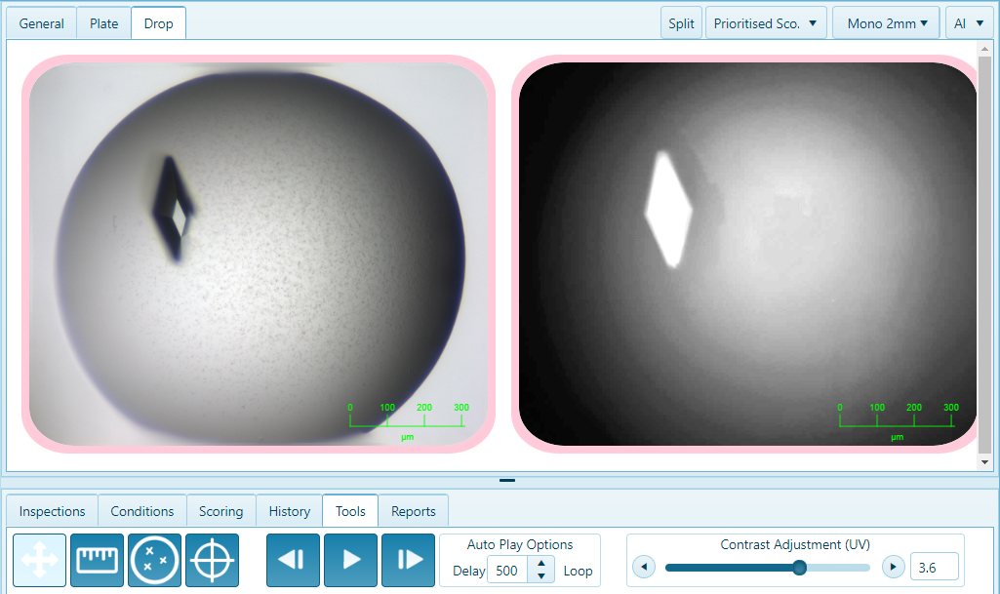 General Plate Drop Split Prioritised Sco. Mono 2mm AI
0 100 200 300
µm
0 100 200 300
µm
Inspections Conditions Scoring History Tools Reports
Auto Play Options
Delay 500 Loop
Contrast Adjustment (UV)
3.6